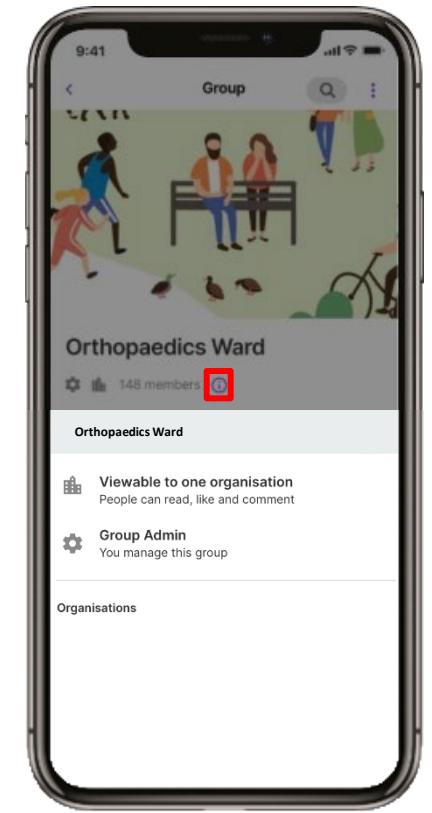 9:41
Group
Orthopaedics Ward
148 members
Orthopaedics Ward
Viewable to one organisation
People can read, like and comment
Group Admin
You manage this group
Organisations